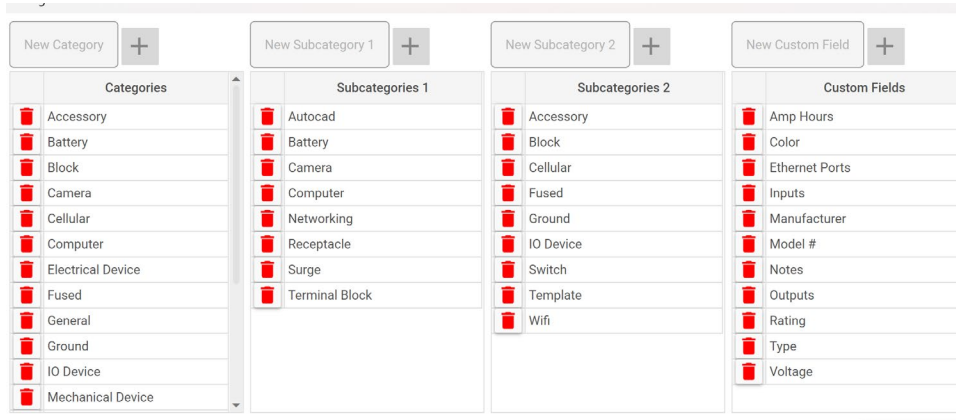 New Category
New Subcategory 1
New Subcategory 2
New Custom Field
Categories
Accessory
Battery
Block
Camera
Cellular
Computer
Electrical Device
Fused
General
Ground
IO Device
Mechanical Device
Subcategories 1
Autocad
Battery
Camera
Computer
Networking
Receptacle
Surge
Terminal Block
Subcategories 2
Accessory
Block
Cellular
Fused
Ground
IO Device
Switch
Template
Wifi
Custom Fields
Amp Hours
Color
Ethernet Ports
Inputs
Manufacturer
Model #
Notes
Outputs
Rating
Type
Voltage